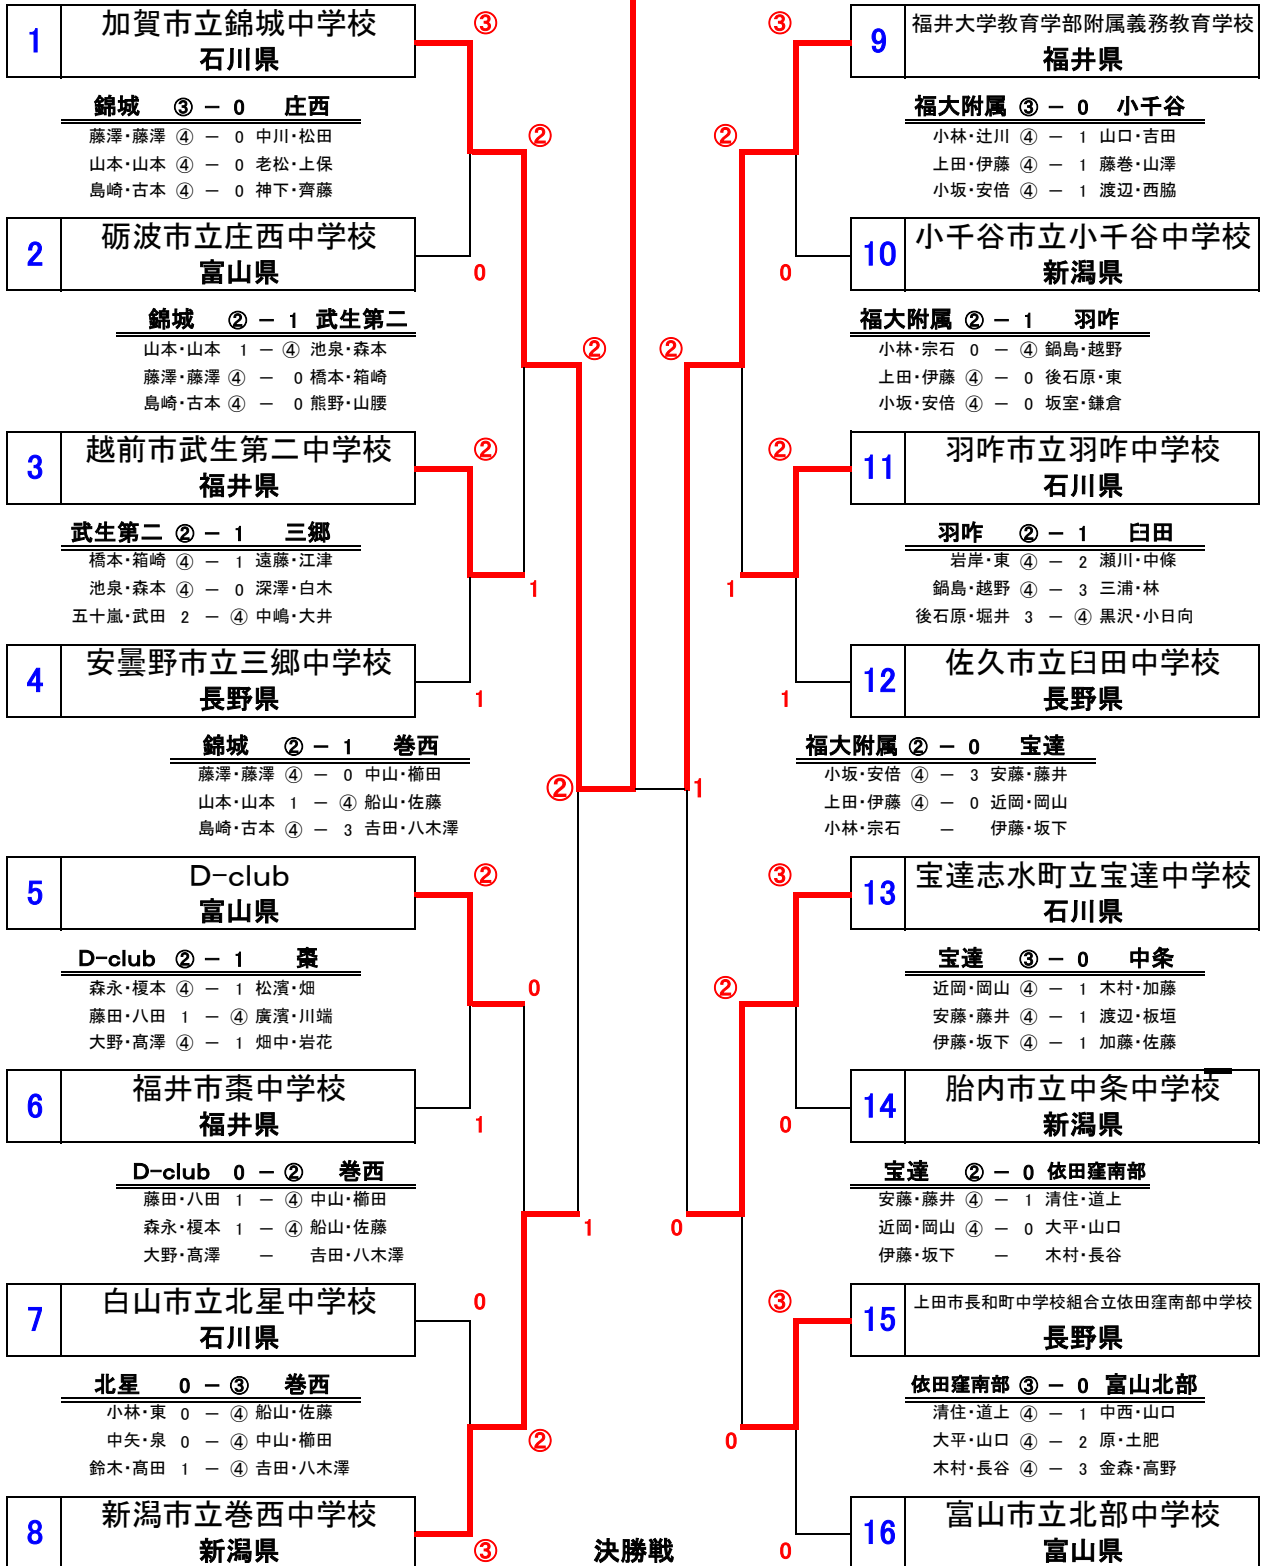 1
加賀市立錦城中学校
石川県
③
錦城 ③ － 0 庄西
藤澤・藤澤 ④ － 0 中川・松田
山本・山本 ④ － 0 老松・上保
島崎・古本 ④ － 0 神下・齊藤
②
2
砺波市立庄西中学校
富山県
0
錦城 ② － 1 武生第二
山本・山本 1 － ④ 池泉・森本
藤澤・藤澤 ④ － 0 橋本・箱崎
島崎・古本 ④ － 0 熊野・山腰
②
3
越前市武生第二中学校
福井県
②
武生第二 ② － 1 三郷
橋本・箱崎 ④ － 1 遠藤・江津
池泉・森本 ④ － 0 深澤・白木
五十嵐・武田 2 － ④ 中嶋・大井
1
4
安曇野市立三郷中学校
長野県
1
錦城 ② － 1 巻西
藤澤・藤澤 ④ － 0 中山・櫛田
山本・山本 1 － ④ 船山・佐藤
島崎・古本 ④ － 3 𠮷田・八木澤
②
5
D-club
富山県
②
D-club ② － 1 棗
森永・榎本 ④ － 1 松濱・畑
藤田・八田 1 － ④ 廣濱・川端
大野・髙澤 ④ － 1 畑中・岩花
0
6
福井市棗中学校
福井県
1
D-club 0 － ② 巻西
藤田・八田 1 － ④ 中山・櫛田
森永・榎本 1 － ④ 船山・佐藤
大野・髙澤 － 𠮷田・八木澤
1
7
白山市立北星中学校
石川県
0
北星 0 － ③ 巻西
小林・東 0 － ④ 船山・佐藤
中矢・泉 0 － ④ 中山・櫛田
鈴木・髙田 1 － ④ 𠮷田・八木澤
②
8
新潟市立巻西中学校
新潟県
③
決勝戦
③
9
福井大学教育学部附属義務教育学校
福井県
福大附属 ③ － 0 小千谷
小林・辻川 ④ － 1 山口・吉田
上田・伊藤 ④ － 1 藤巻・山澤
小坂・安倍 ④ － 1 渡辺・西脇
②
10
小千谷市立小千谷中学校
新潟県
0
福大附属 ② － 1 羽咋
小林・宗石 0 － ④ 鍋島・越野
上田・伊藤 ④ － 0 後石原・東
小坂・安倍 ④ － 0 坂室・鎌倉
②
11
羽咋市立羽咋中学校
石川県
②
羽咋 ② － 1 臼田
岩岸・東 ④ － 2 瀬川・中條
鍋島・越野 ④ － 3 三浦・林
後石原・堀井 3 － ④ 黒沢・小日向
1
12
佐久市立臼田中学校
長野県
1
福大附属 ② － 0 宝達
小坂・安倍 ④ － 3 安藤・藤井
上田・伊藤 ④ － 0 近岡・岡山
小林・宗石 － 伊藤・坂下
1
13
宝達志水町立宝達中学校
石川県
③
宝達 ③ － 0 中条
近岡・岡山 ④ － 1 木村・加藤
安藤・藤井 ④ － 1 渡辺・板垣
伊藤・坂下 ④ － 1 加藤・佐藤
②
14
胎内市立中条中学校
新潟県
0
宝達 ② － 0 依田窪南部
安藤・藤井 ④ － 1 清住・道上
近岡・岡山 ④ － 0 大平・山口
伊藤・坂下 － 木村・長谷
0
15
上田市長和町中学校組合立依田窪南部中学校
長野県
③
依田窪南部 ③ － 0 富山北部
清住・道上 ④ － 1 中西・山口
大平・山口 ④ － 2 原・土肥
木村・長谷 ④ － 3 金森・高野
0
16
富山市立北部中学校
富山県
0